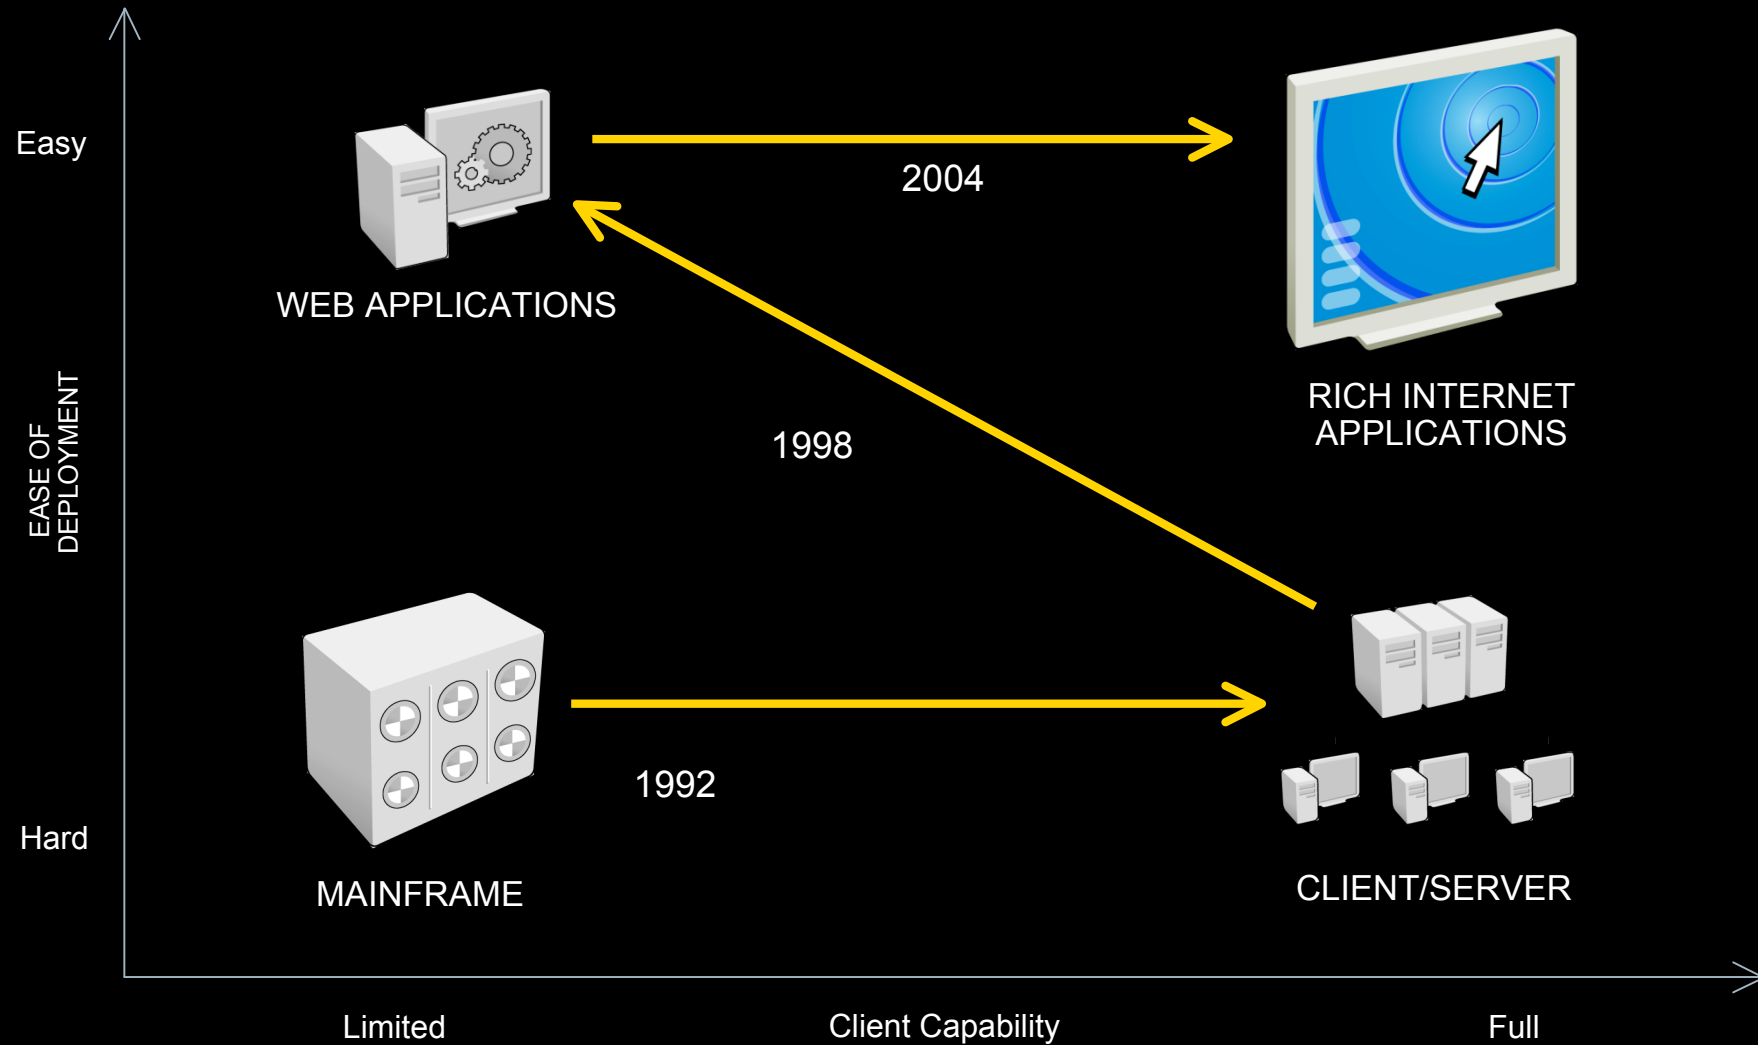 Easy
2004
WEB APPLICATIONS
RICH INTERNET
APPLICATIONS
1998
EASE OF
DEPLOYMENT
1992
Hard
MAINFRAME
CLIENT/SERVER
Limited
Client Capability
Full